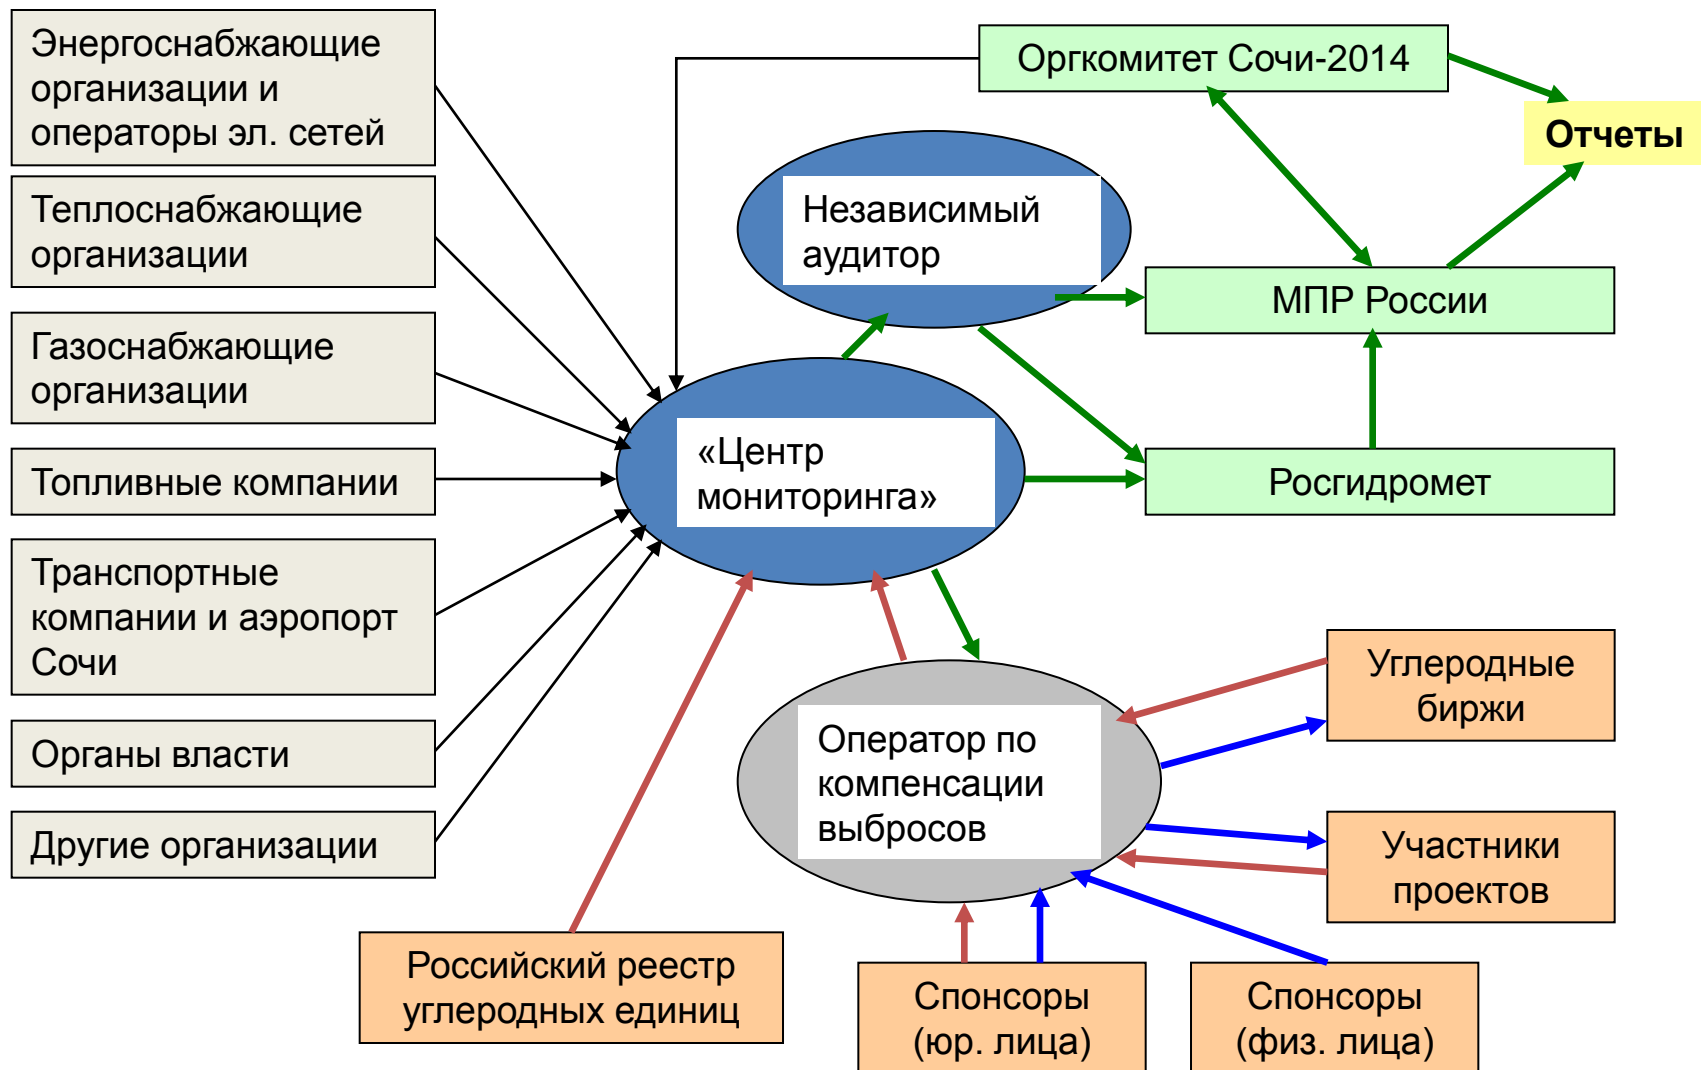 Энергоснабжающие
организации и
операторы эл. сетей
Теплоснабжающие
организации
Газоснабжающие
организации
Топливные компании
Транспортные
компании и аэропорт
Сочи
Органы власти
Другие организации
Оргкомитет Сочи-2014
Отчеты
Независимый
аудитор
МПР России
«Центр
мониторинга»
Росгидромет
Оператор по
компенсации
выбросов
Углеродные
биржи
Участники
проектов
Российский реестр
углеродных единиц
Спонсоры
(юр. лица)
Спонсоры
(физ. лица)